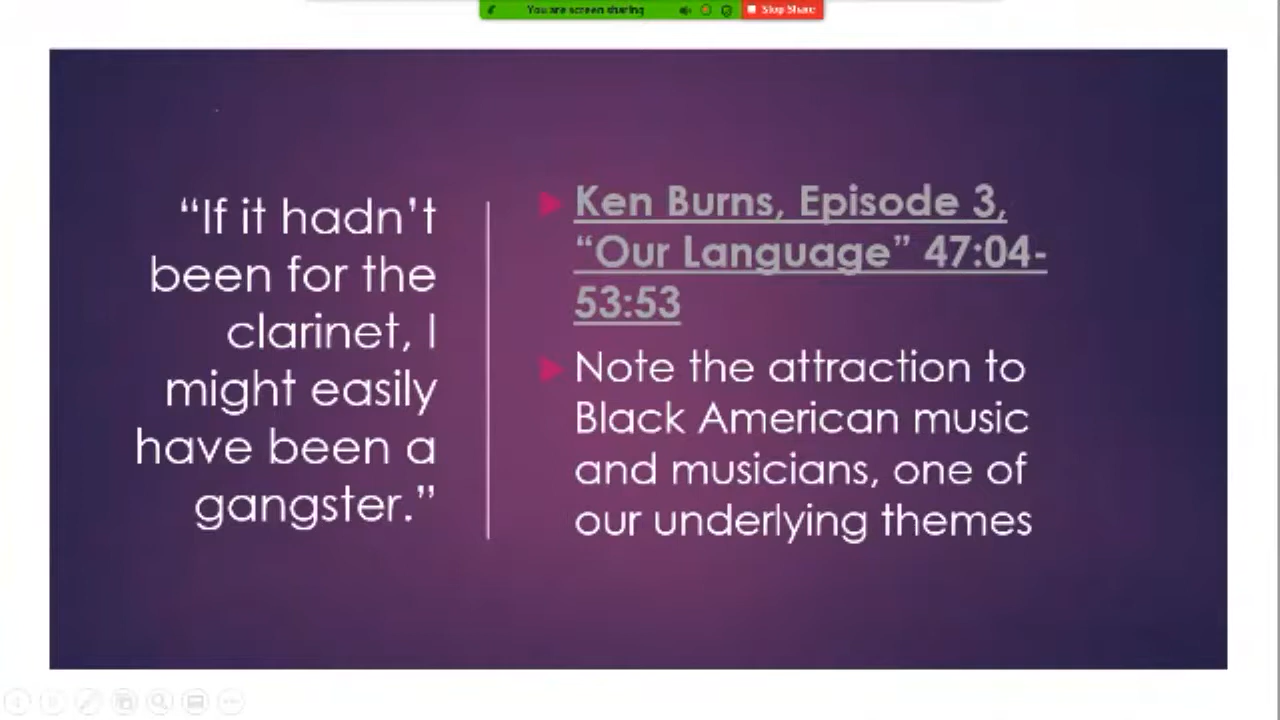 You are screen sharing
Stop Share
“If it hadn’t
been for the
clarinet, I
might easily
have been a
gangster.”
Ken Burns, Episode 3,
“Our Language” 47:04-
53:53
Note the attraction to
Black American music
and musicians, one of
our underlying themes